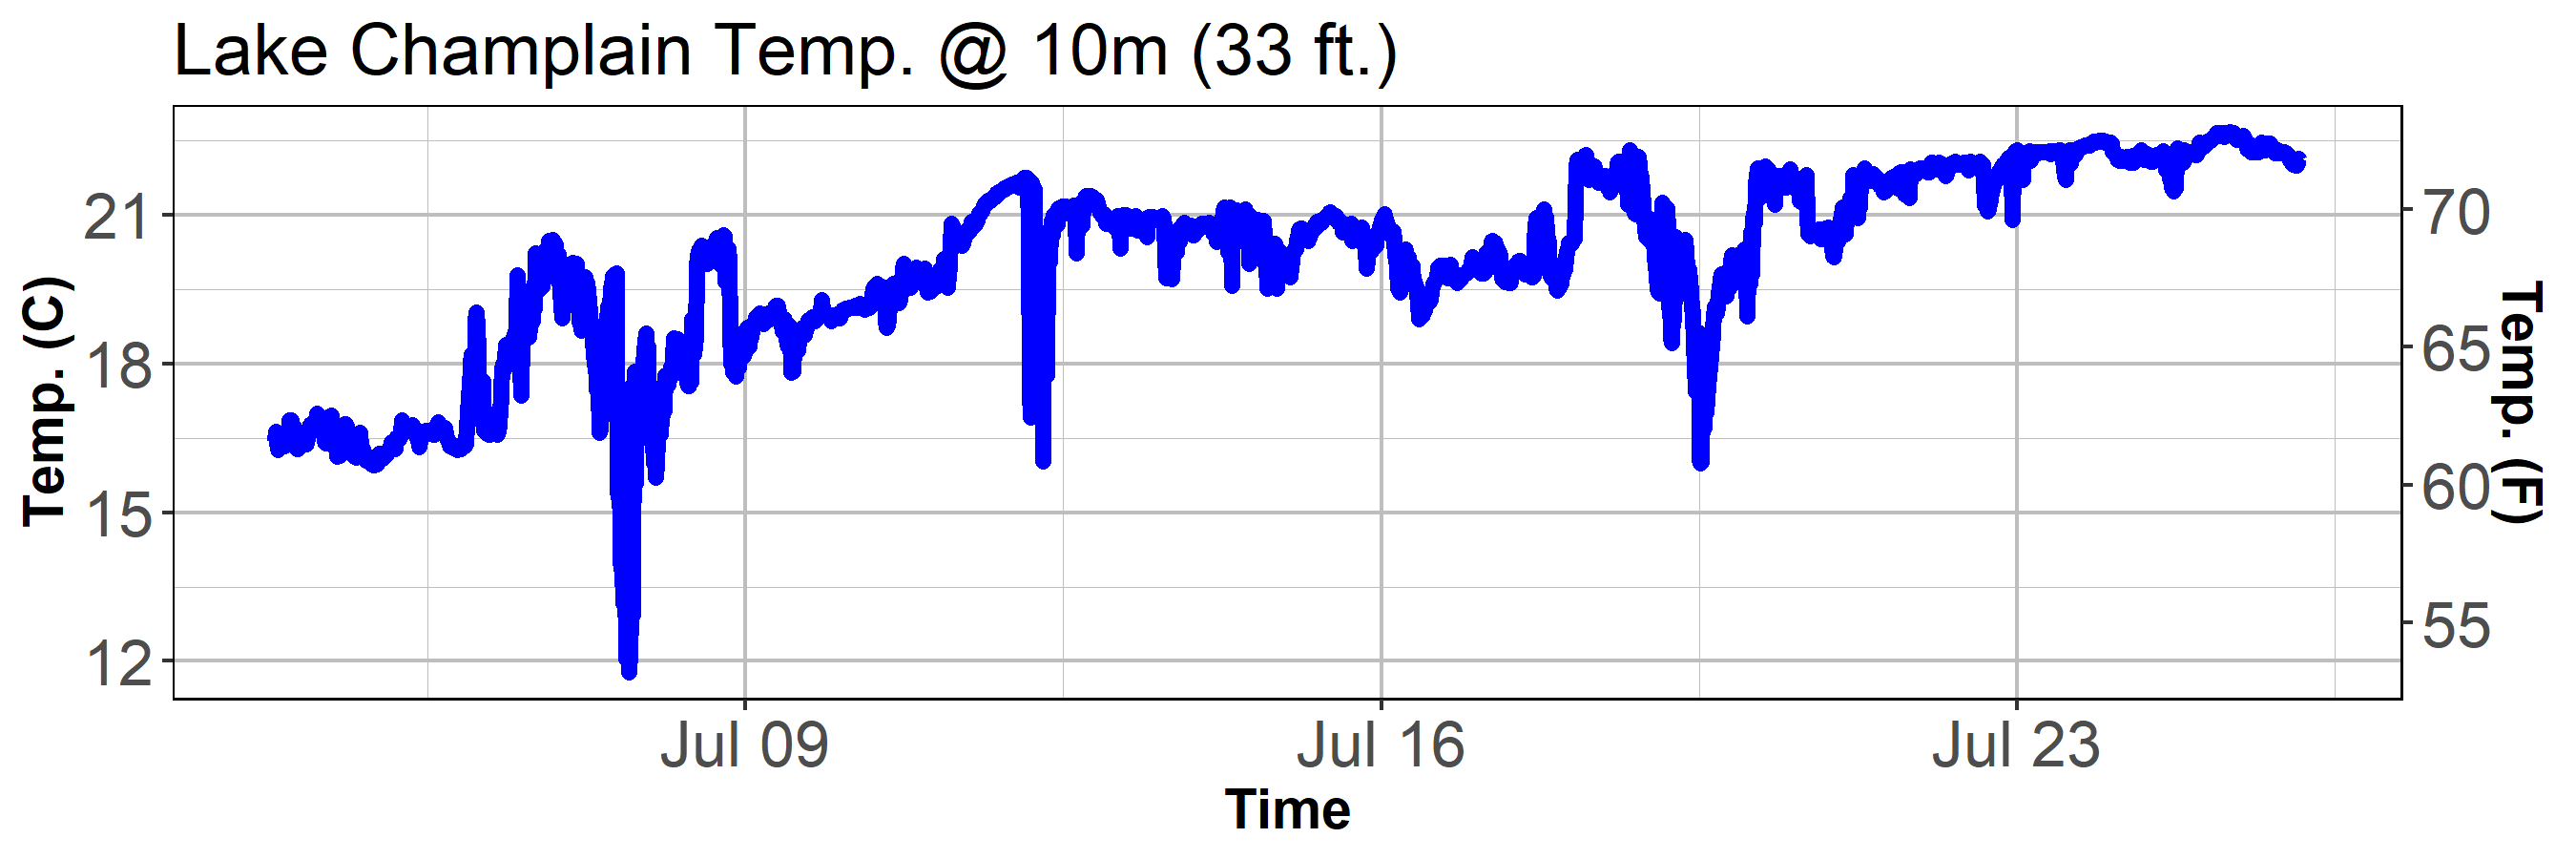 Lake Champlain Temp. @ 10m (33 ft.)
Temp. (C)
21
18
15
12
70
65
60
55
Temp. (F)
Jul 09
Jul 16
Jul 23
Time